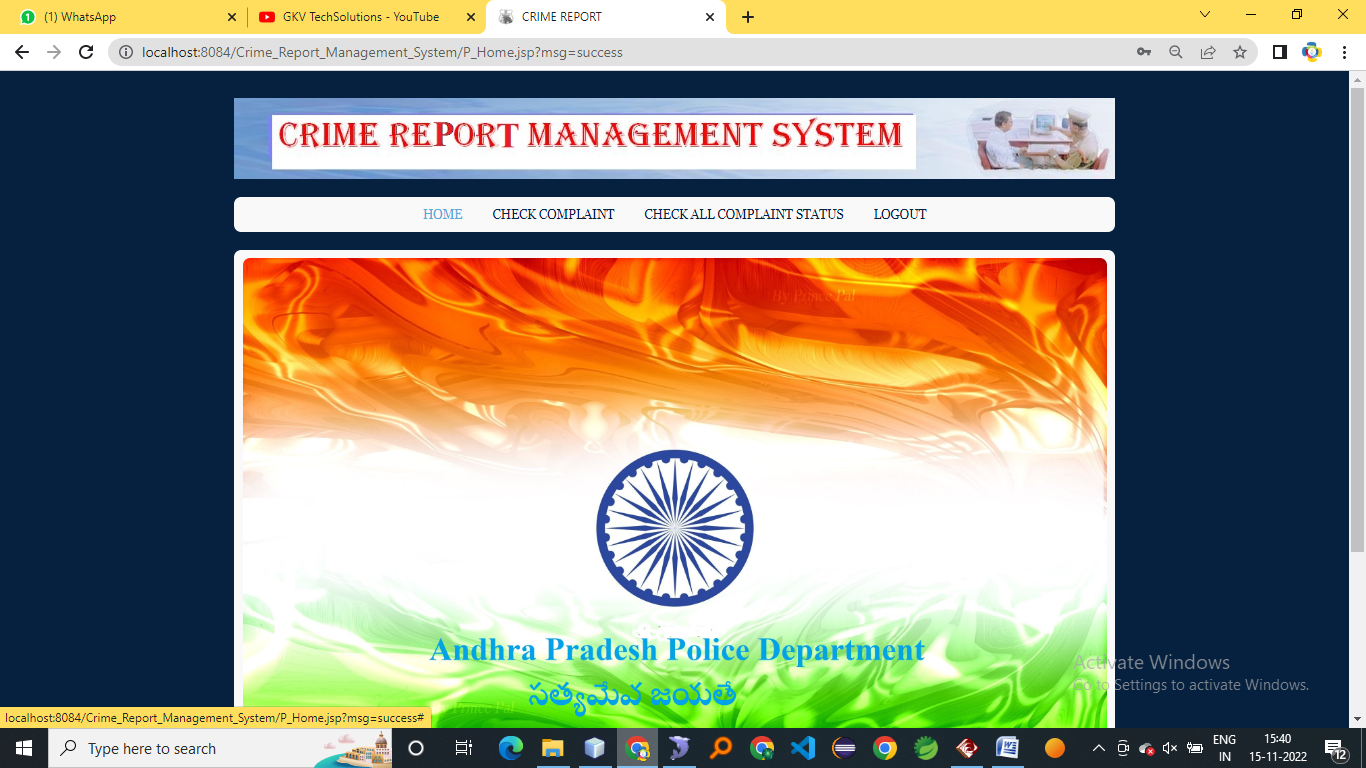 (1) WhatsApp
GKV TechSolutions - YouTube
CRIME REPORT
localhost:8084/Crime_Report_Management_System/P_Home.jsp?msg=success
CRIME REPORT MANAGEMENT SYSTEM
HOME CHECK COMPLAINT CHECK ALL COMPLAINT STATUS LOGOUT
By Prince Pal
Andhra Pradesh Police Department
సత్యమేవ జయతే
Activate Windows
Go to Settings to activate Windows.
By Prince Pal
localhost:8084/Crime_Report_Management_System/P_Home.jsp?msg=success#
Type here to search
ENG
IN
15:40
15-11-2022
12